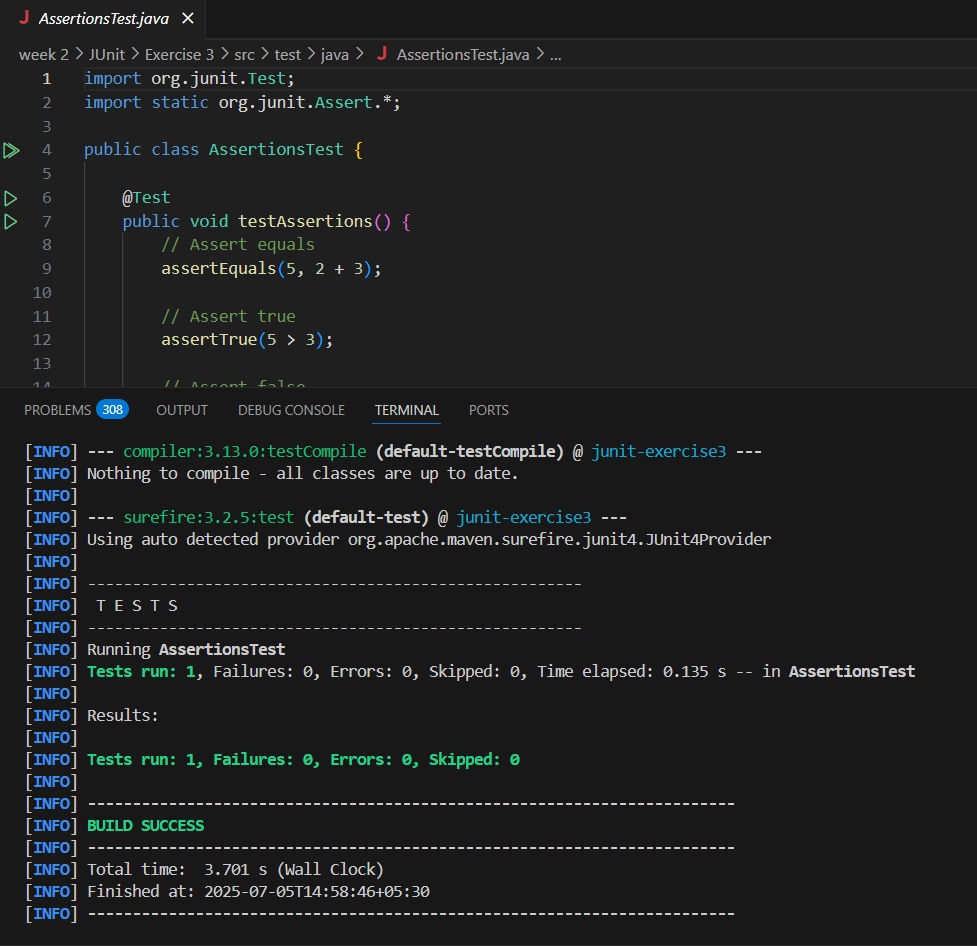 J AssertionsTest.java ×
week 2 > JUnit > Exercise 3 > src > test > java > J AssertionsTest.java > ...
1 import org.junit.Test;
2 import static org.junit.Assert.*;
3
4 public class AssertionsTest {
5
6 @Test
7 public void testAssertions() {
8 // Assert equals
9 assertEquals(5, 2 + 3);
10
11 // Assert true
12 assertTrue(5 > 3);
13
14 // Assert false
PROBLEMS 308 OUTPUT DEBUG CONSOLE TERMINAL PORTS
[INFO] --- compiler:3.13.0:testCompile (default-testCompile) @ junit-exercise3 ---
[INFO] Nothing to compile - all classes are up to date.
[INFO]
[INFO] --- surefire:3.2.5:test (default-test) @ junit-exercise3 ---
[INFO] Using auto detected provider org.apache.maven.surefire.junit4.JUnit4Provider
[INFO]
[INFO] -------------------------------------------------------
[INFO]  T E S T S
[INFO] -------------------------------------------------------
[INFO] Running AssertionsTest
[INFO] Tests run: 1, Failures: 0, Errors: 0, Skipped: 0, Time elapsed: 0.135 s -- in AssertionsTest
[INFO]
[INFO] Results:
[INFO]
[INFO] Tests run: 1, Failures: 0, Errors: 0, Skipped: 0
[INFO]
[INFO] ------------------------------------------------------------------------
[INFO] BUILD SUCCESS
[INFO] ------------------------------------------------------------------------
[INFO] Total time:  3.701 s (Wall Clock)
[INFO] Finished at: 2025-07-05T14:58:46+05:30
[INFO] ------------------------------------------------------------------------